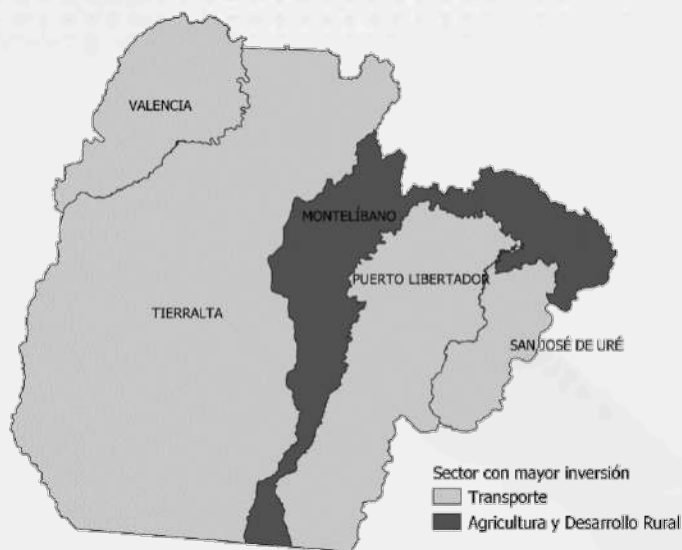 VALENCIA
MONTELÍBANO
PUERTO LIBERTADOR
TIERRALTA
SAN JOSÉ DE URÉ
Sector con mayor inversión
Transporte
Agricultura y Desarrollo Rural